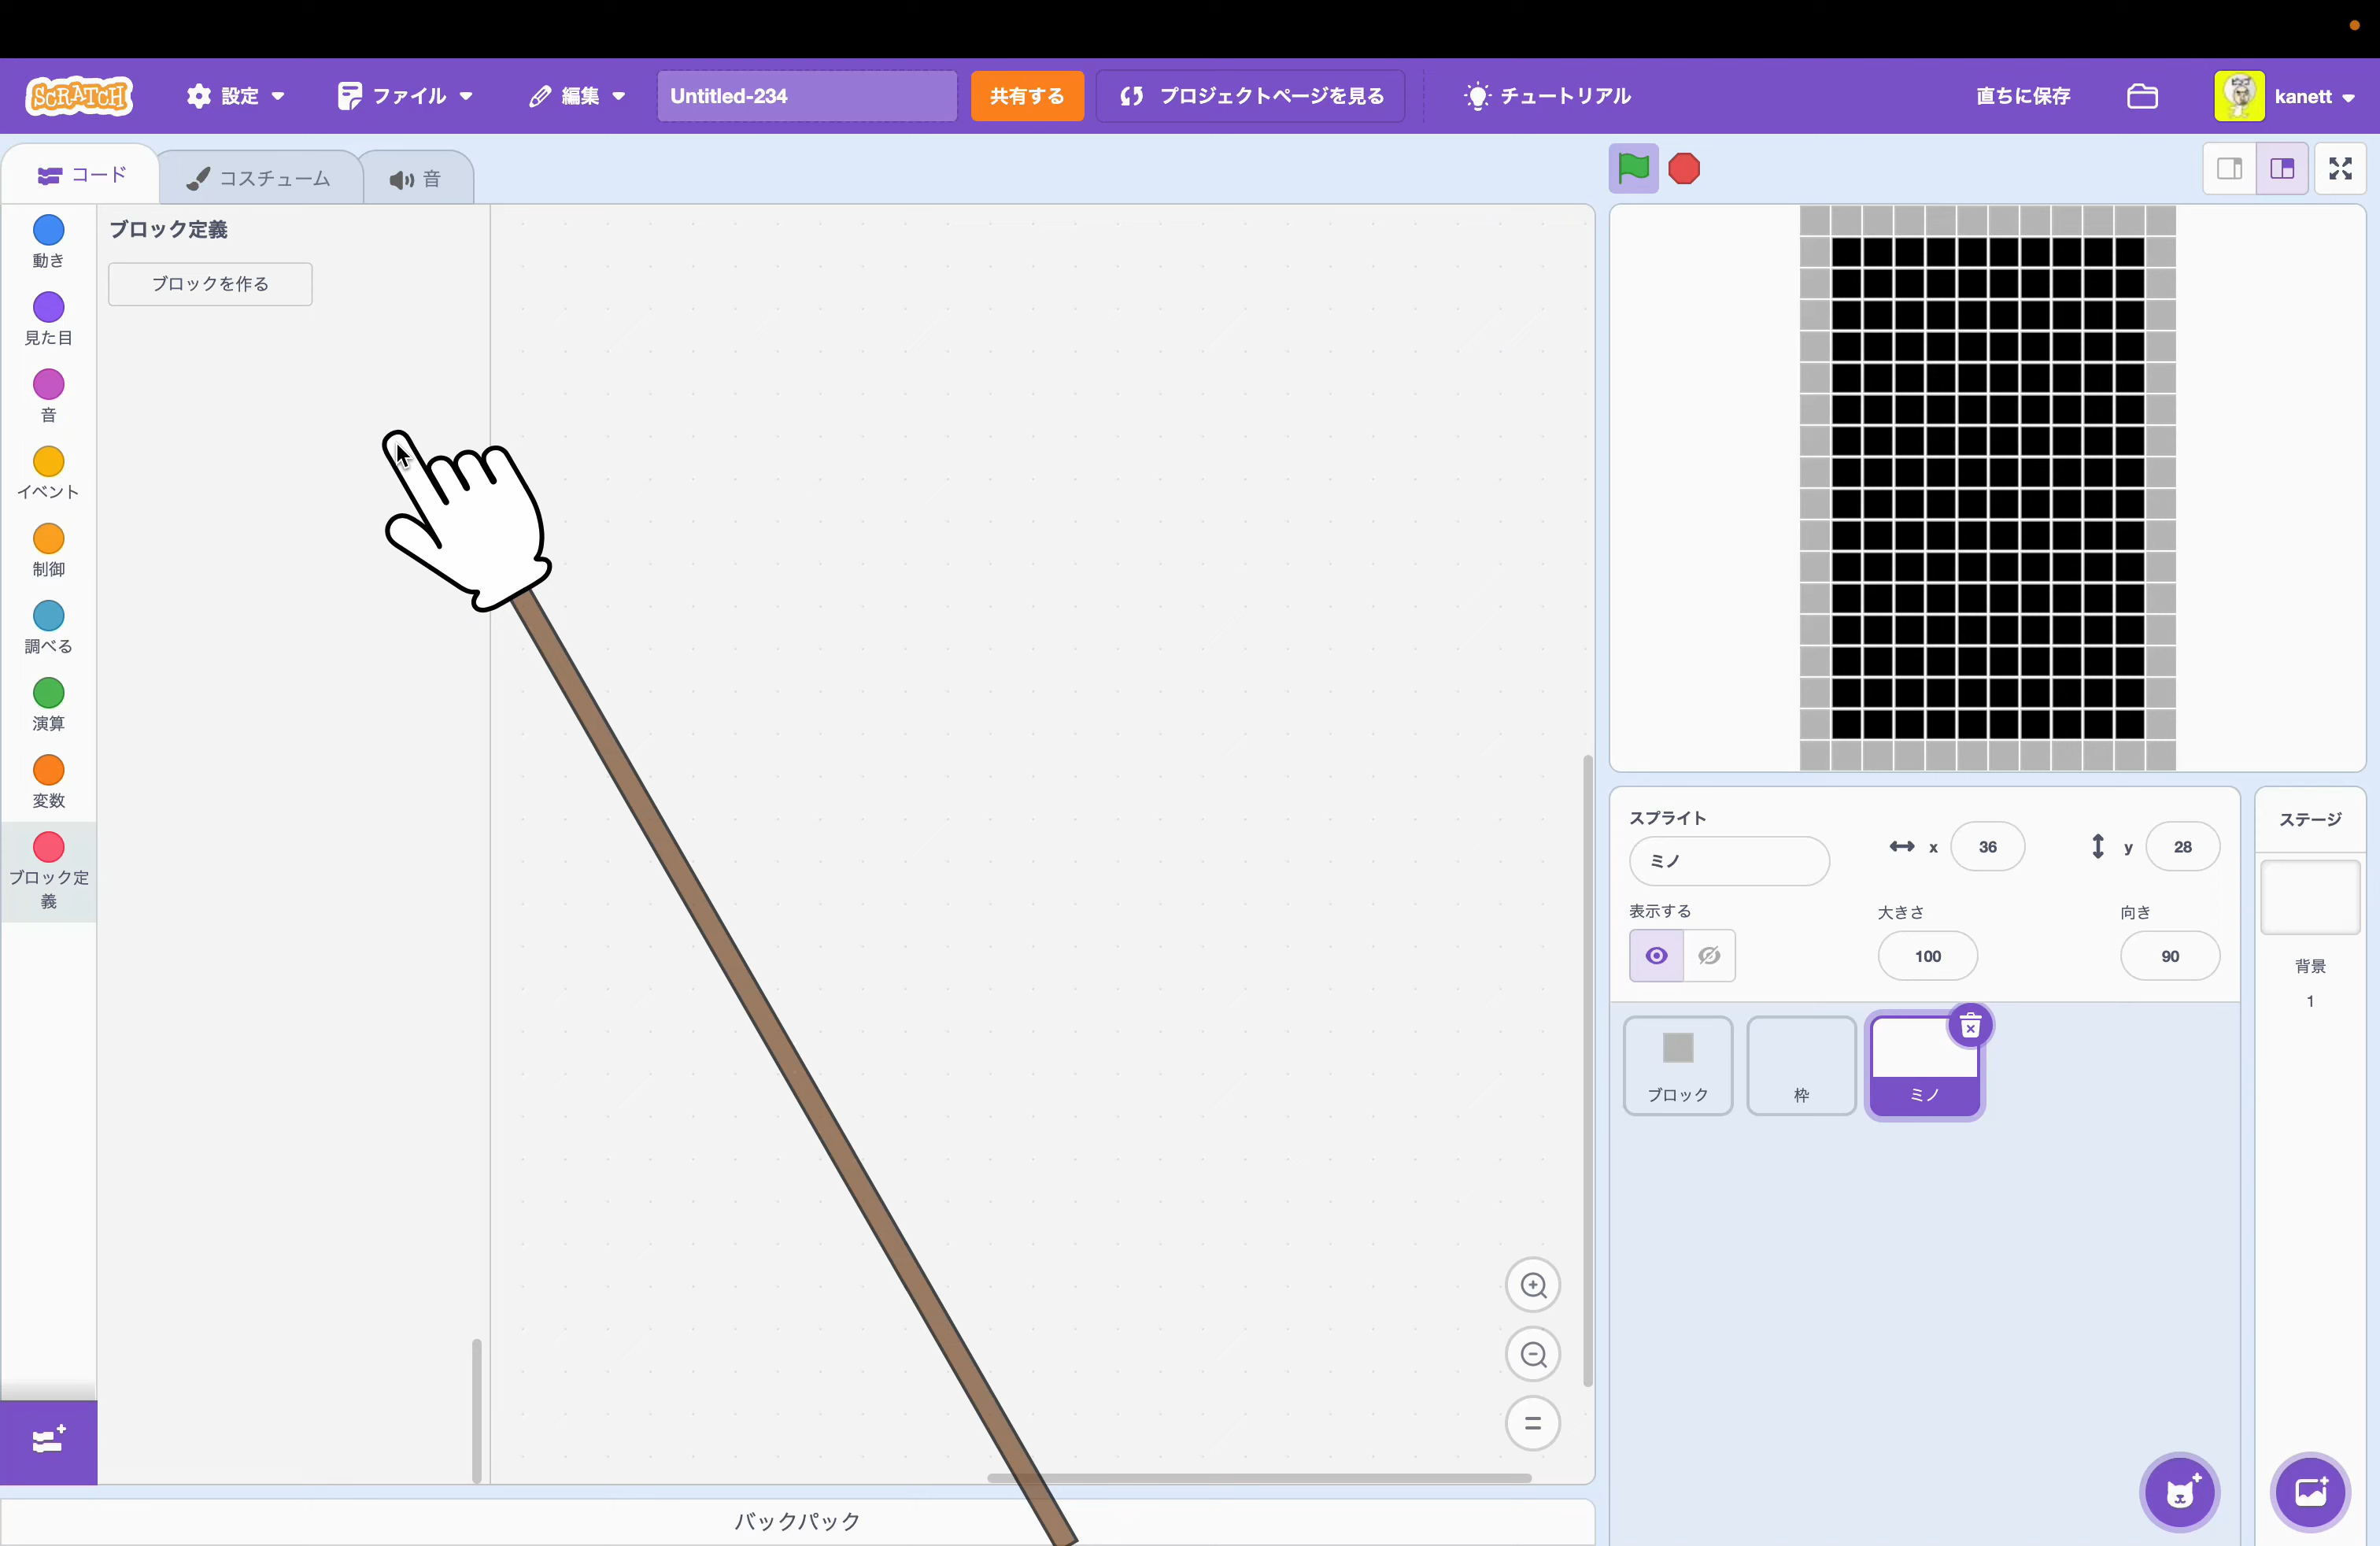 SCRATCH 設定 ファイル 編集 Untitled-234 共有する プロジェクトページを見る チュートリアル 直ちに保存 kanett
コード コスチューム 音
動き
見た目
音
イベント
制御
調べる
演算
変数
ブロック定
義
ブロック定義
ブロックを作る
バックパック
スプライト
ミノ
x 36
y 28
表示する
大きさ
100
向き
90
ブロック
枠
ミノ
ステージ
背景
1